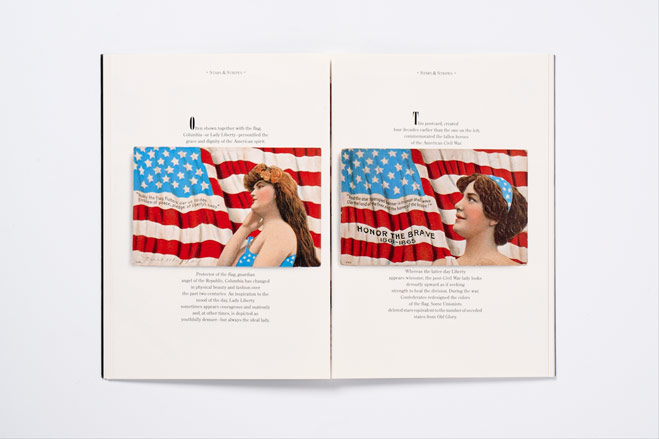 • Stars & Stripes •
Often shown together with the flag,
Columbia -or Lady Liberty - personified the
grace and dignity of the American spirit.
Protector of the flag, guardian
angel of the Republic, Columbia has changed
in physical beauty and fashion over
the past two centuries. An inspiration to the
mood of the day, Lady Liberty
sometimes appears courageous and matronly
and, at other times, is depicted as
youthfully demure - but always the ideal lady.
• Stars & Stripes •
This postcard, created
four decades earlier than the one on the left,
commemorated the fallen heroes
of the American Civil War.
HONOR THE BRAVE
1861-1865
Whereas the latter-day Liberty
appears winsome, the post-Civil War lady looks
decently upward as if seeking
strength to heal the division. During the war,
Confederates redesigned the colors
of the flag. Some Unionists
deleted stars equivalent to the number of seceded
states from Old Glory.